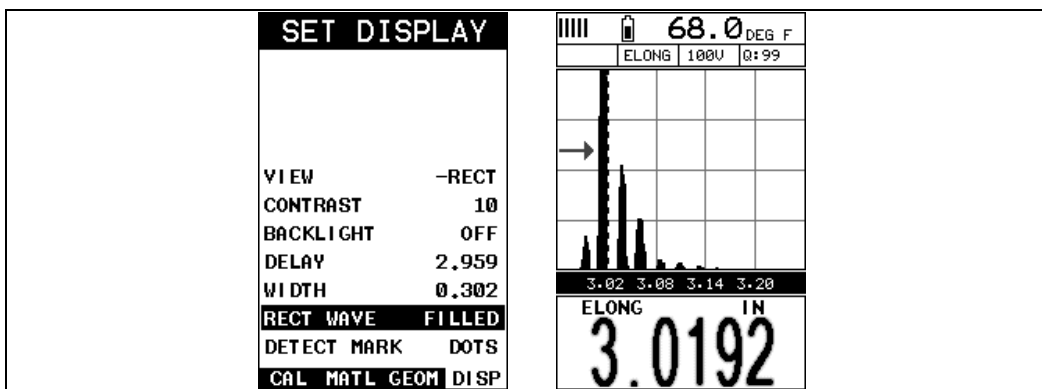 SET DISPLAY
VIEW -RECT
CONTRAST 10
BACKLIGHT OFF
DELAY 2.959
WIDTH 0.302
RECT WAVE FILLED
DETECT MARK DOTS
CAL MATL GEOM DISP
68.0 DEG F
ELONG 100V Q:99
3.02 3.08 3.14 3.20
ELONG IN
3.0192